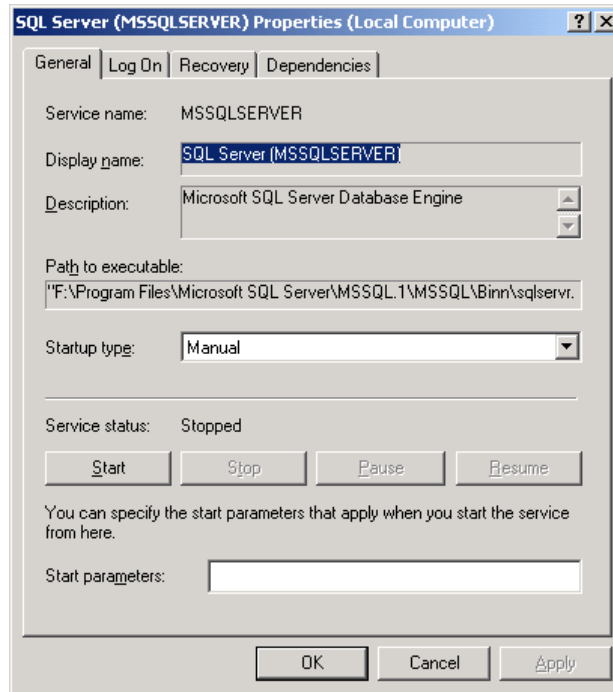 SQL Server (MSSQLSERVER) Properties (Local Computer)
General Log On Recovery Dependencies
Service name: MSSQLSERVER
Display name: SQL Server (MSSQLSERVER)
Description: Microsoft SQL Server Database Engine
Path to executable:
"F:\Program Files\Microsoft SQL Server\MSSQL.1\MSSQL\Binn\sqlservr.
Startup type: Manual
Service status: Stopped
Start Stop Pause Resume
You can specify the start parameters that apply when you start the service
from here.
Start parameters:
OK Cancel Apply